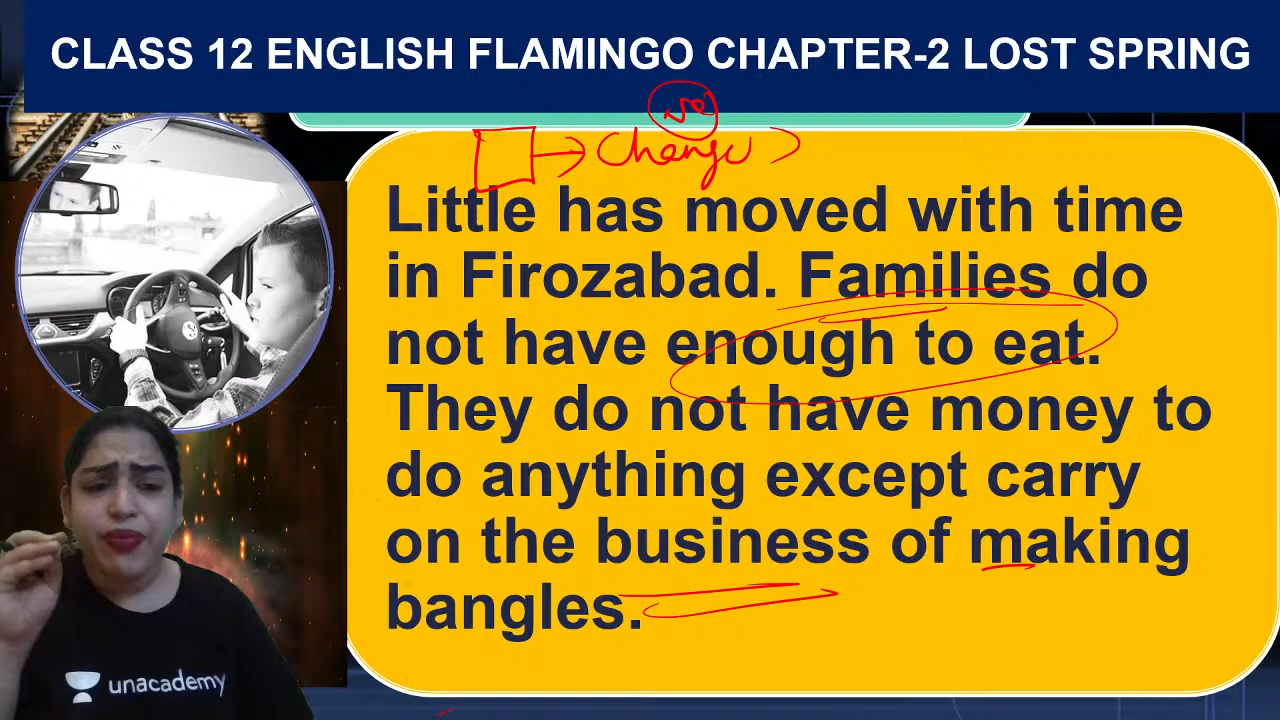 CLASS 12 ENGLISH FLAMINGO CHAPTER-2 LOST SPRING
Change
Little has moved with time
in Firozabad. Families do
not have enough to eat.
They do not have money to
do anything except carry
on the business of making
bangles.
unacademy